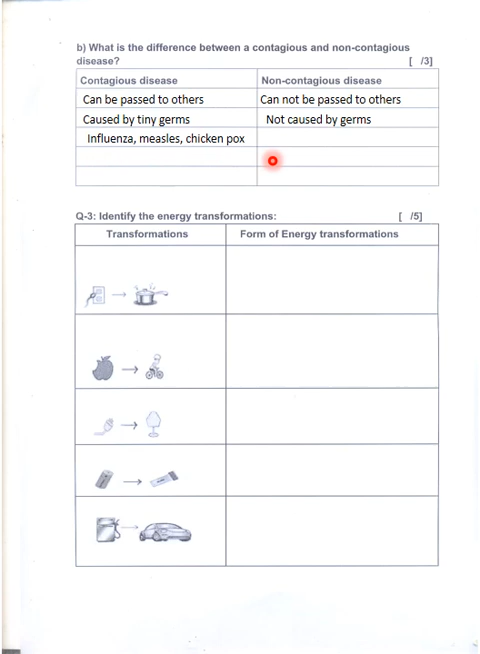 b) What is the difference between a contagious and non-contagious
disease? [ /3]
Contagious disease Non-contagious disease
Can be passed to others Can not be passed to others
Caused by tiny germs Not caused by germs
Influenza, measles, chicken pox
Q-3: Identify the energy transformations: [ /5]
Transformations Form of Energy transformations